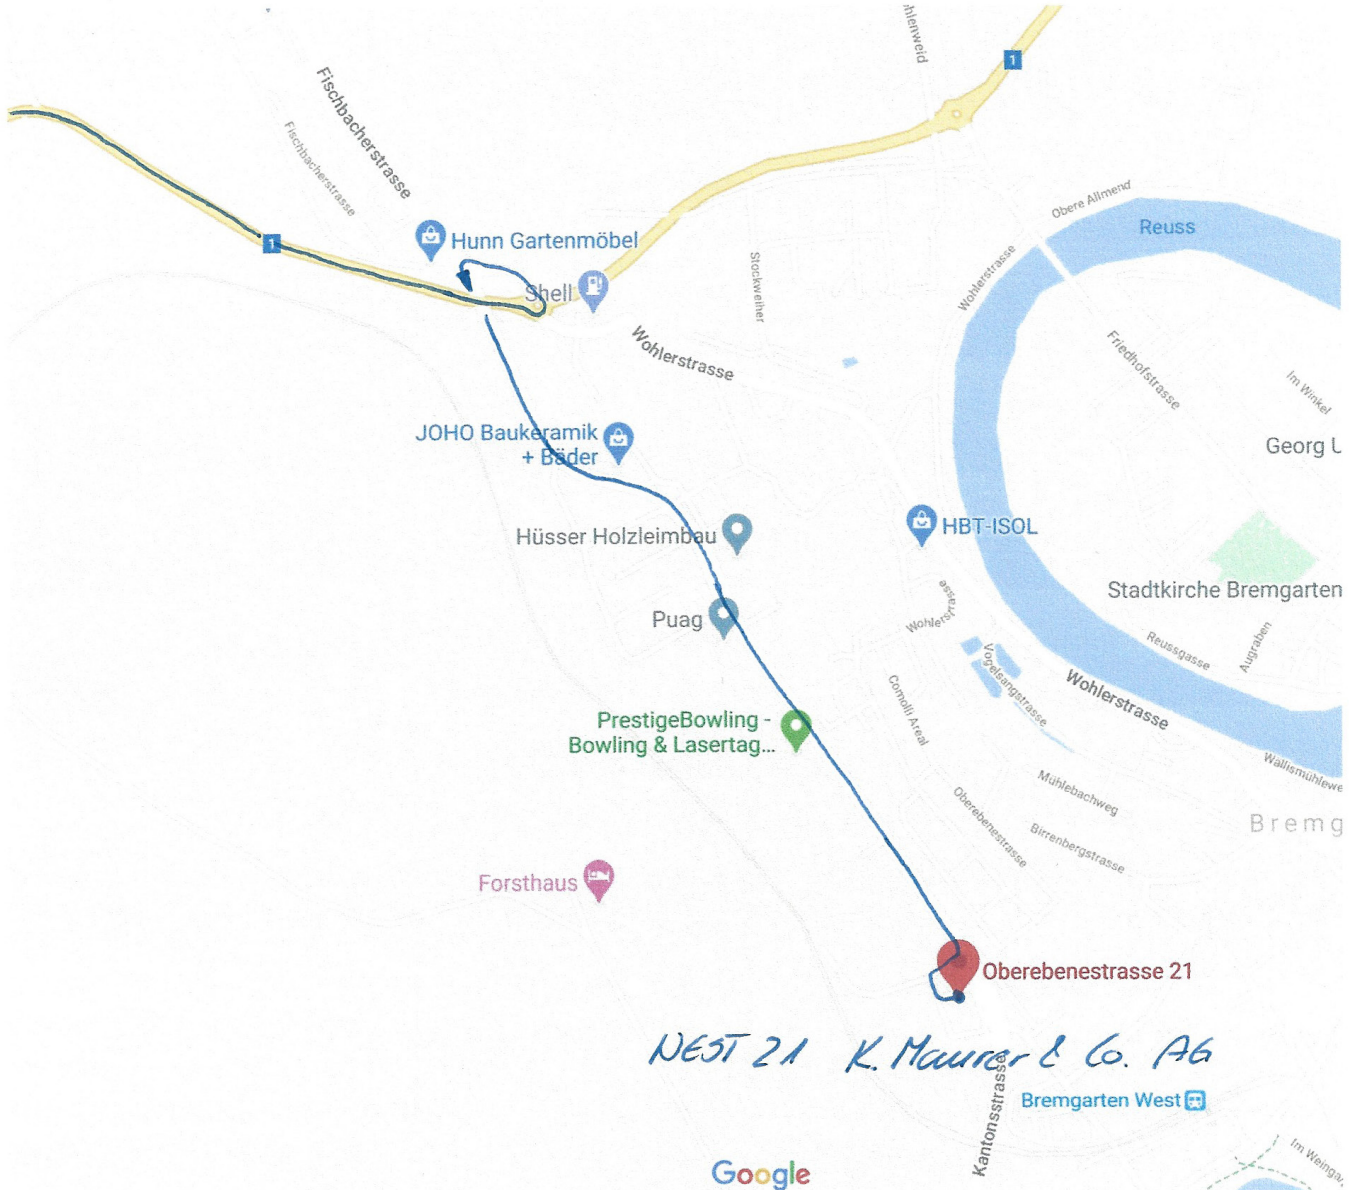 hlenweid
1
Fischbacherstrasse
Fischbacherstrasse
Obere Allmend
Reuss
1
Hunn Gartenmöbel
Shell
Stockweiher
Wohlerstrasse
Wohlerstrasse
Friedhofstrasse
Im Winkel
JOHO Baukeramik
+ Bäder
Georg U
Hüsser Holzleimbau
HBT-ISOL
Stadtkirche Bremgarten
Puag
Wohlerstrasse
Reussgasse
Augraben
Vogelsangstrasse
Wohlerstrasse
Comolli Areal
PrestigeBowling -
Bowling & Lasertag...
Wälismühlewe
Mühlebachweg
Oberebenestrasse
Birrenbergstrasse
Bremg
Forsthaus
Oberebenestrasse 21
NEST 21 K. Maurer & Co. AG
Kantonsstrasse
Bremgarten West
Im Weinga
Google